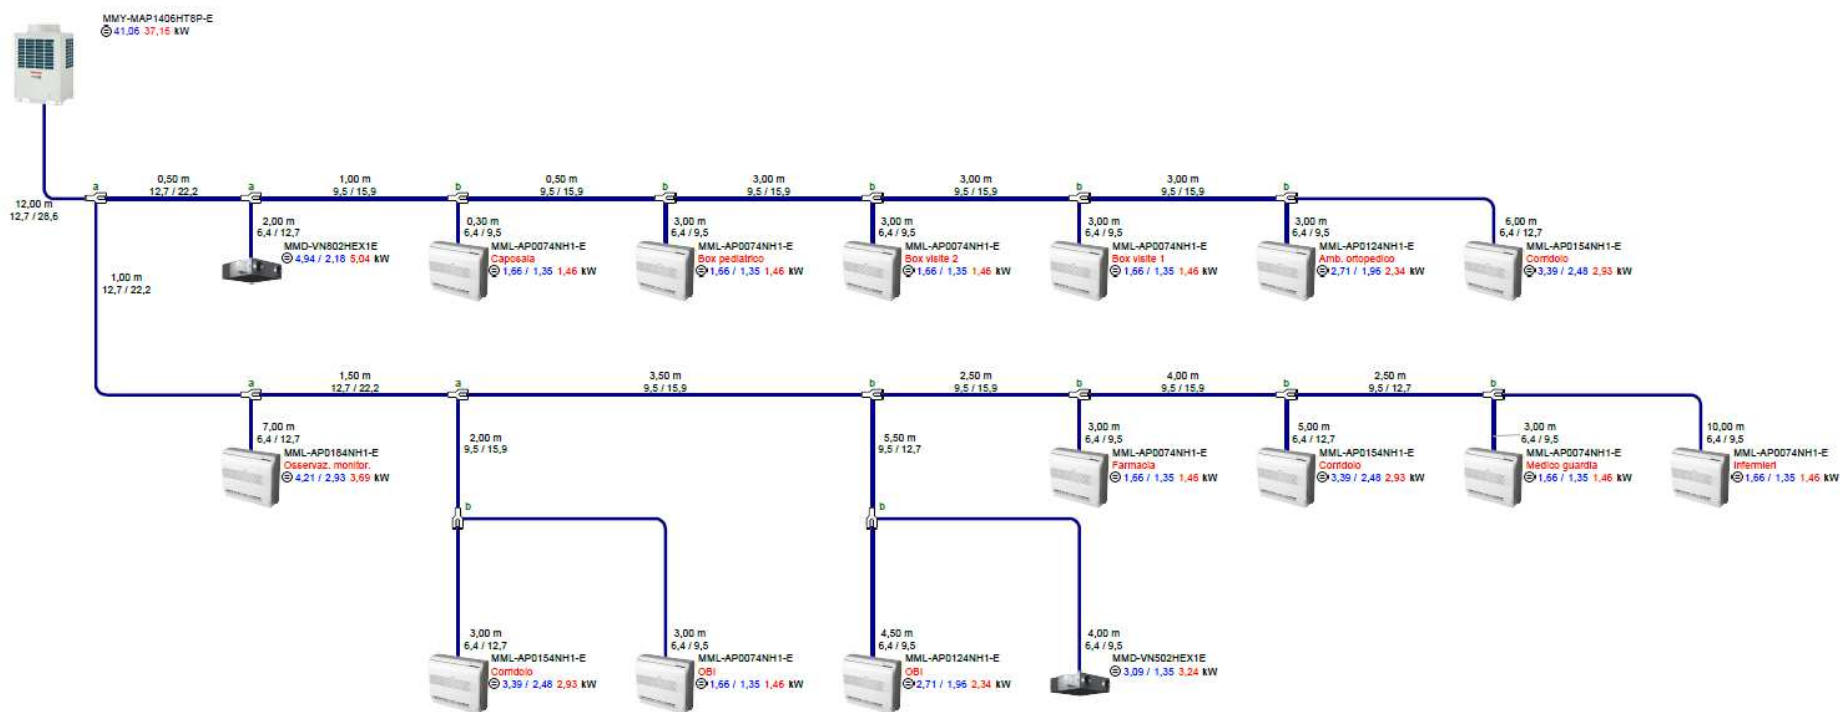 MMY-MAP1406HT8P-E
41,06 37,15 kW
a 0,50 m a 1,00 m b 0,50 m b 3,00 m b 3,00 m b 3,00 m b
12,7 / 22,2 9,5 / 15,9 9,5 / 15,9 9,5 / 15,9 9,5 / 15,9 9,5 / 15,9
12,00 m
12,7 / 28,6
2,00 m 0,30 m 3,00 m 3,00 m 3,00 m 3,00 m 6,00 m
6,4 / 12,7 6,4 / 9,5 6,4 / 9,5 6,4 / 9,5 6,4 / 9,5 6,4 / 9,5 6,4 / 12,7
MMD-VN802HEX1E MML-AP0074NH1-E MML-AP0074NH1-E MML-AP0074NH1-E MML-AP0074NH1-E MML-AP0124NH1-E MML-AP0154NH1-E
Caposala Box pediatrico Box visite 2 Box visite 1 Amb. ortopedico Corridoio
4,94 / 2,18 5,04 kW 1,66 / 1,35 1,46 kW 1,66 / 1,35 1,46 kW 1,66 / 1,35 1,46 kW 1,66 / 1,35 1,46 kW 2,71 / 1,96 2,34 kW 3,39 / 2,48 2,93 kW
1,00 m
12,7 / 22,2
a 1,50 m a 3,50 m b 2,50 m b 4,00 m b 2,50 m b
12,7 / 22,2 9,5 / 15,9 9,5 / 15,9 9,5 / 15,9 9,5 / 12,7
7,00 m 2,00 m 5,50 m 3,00 m 5,00 m 3,00 m 10,00 m
6,4 / 12,7 9,5 / 15,9 9,5 / 12,7 6,4 / 9,5 6,4 / 12,7 6,4 / 9,5 6,4 / 9,5
MML-AP0184NH1-E MML-AP0074NH1-E MML-AP0154NH1-E MML-AP0074NH1-E MML-AP0074NH1-E
Osservaz. monitor. Farmacia Corridoio Medico guardia Infermieri
4,21 / 2,93 3,69 kW 1,66 / 1,35 1,46 kW 3,39 / 2,48 2,93 kW 1,66 / 1,35 1,46 kW 1,66 / 1,35 1,46 kW
b b
3,00 m 3,00 m 4,50 m 4,00 m
6,4 / 12,7 6,4 / 9,5 6,4 / 9,5 6,4 / 9,5
MML-AP0154NH1-E MML-AP0074NH1-E MML-AP0124NH1-E MMD-VN502HEX1E
Corridoio OBI OBI
3,39 / 2,48 2,93 kW 1,66 / 1,35 1,46 kW 2,71 / 1,96 2,34 kW 3,09 / 1,35 3,24 kW